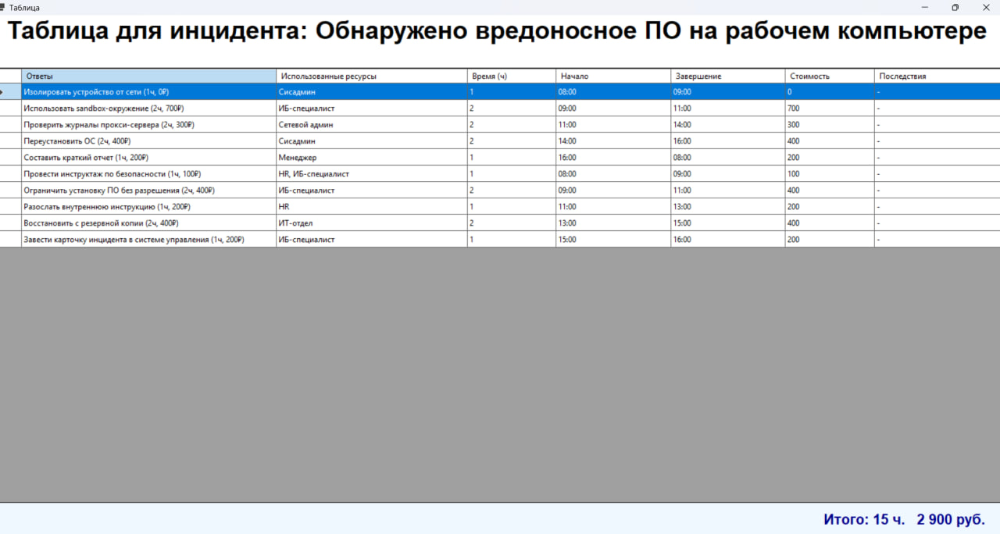 Таблица
Таблица для инцидента: Обнаружено вредоносное ПО на рабочем компьютере
Ответы Использованные ресурсы Время (ч) Начало Завершение Стоимость Последствия
Изолировать устройство от сети (1ч, 0₽) Сисадмин 1 08:00 09:00 0 -
Использовать sandbox-окружение (2ч, 700₽) ИБ-специалист 2 09:00 11:00 700 -
Проверить журналы прокси-сервера (2ч, 300₽) Сетевой админ 2 11:00 14:00 300 -
Переустановить ОС (2ч, 400₽) Сисадмин 2 14:00 16:00 400 -
Составить краткий отчет (1ч, 200₽) Менеджер 1 16:00 08:00 200 -
Провести инструктаж по безопасности (1ч, 100₽) HR, ИБ-специалист 1 08:00 09:00 100 -
Ограничить установку ПО без разрешения (2ч, 400₽) ИБ-специалист 2 09:00 11:00 400 -
Разослать внутреннюю инструкцию (1ч, 200₽) HR 1 11:00 13:00 200 -
Восстановить с резервной копии (2ч, 400₽) ИТ-отдел 2 13:00 15:00 400 -
Завести карточку инцидента в системе управления (1ч, 200₽) ИБ-специалист 1 15:00 16:00 200 -
Итого: 15 ч. 2 900 руб.